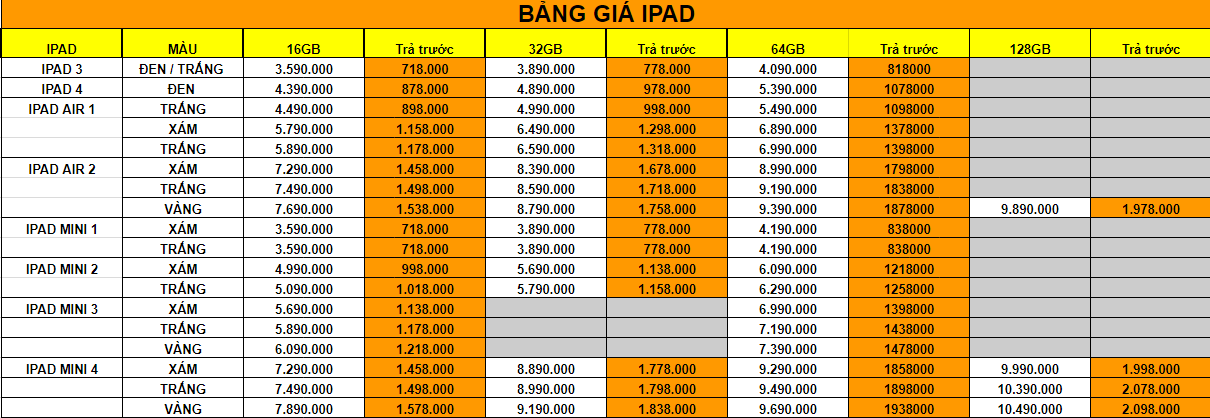 BẢNG GIÁ IPAD
IPAD MÀU 16GB Trả trước 32GB Trả trước 64GB Trả trước 128GB Trả trước
IPAD 3 ĐEN / TRẮNG 3.590.000 718.000 3.890.000 778.000 4.090.000 818000
IPAD 4 ĐEN 4.390.000 878.000 4.890.000 978.000 5.390.000 1078000
IPAD AIR 1 TRẮNG 4.490.000 898.000 4.990.000 998.000 5.490.000 1098000
XÁM 5.790.000 1.158.000 6.490.000 1.298.000 6.890.000 1378000
TRẮNG 5.890.000 1.178.000 6.590.000 1.318.000 6.990.000 1398000
IPAD AIR 2 XÁM 7.290.000 1.458.000 8.390.000 1.678.000 8.990.000 1798000
TRẮNG 7.490.000 1.498.000 8.590.000 1.718.000 9.190.000 1838000
VÀNG 7.690.000 1.538.000 8.790.000 1.758.000 9.390.000 1878000 9.890.000 1.978.000
IPAD MINI 1 XÁM 3.590.000 718.000 3.890.000 778.000 4.190.000 838000
TRẮNG 3.590.000 718.000 3.890.000 778.000 4.190.000 838000
IPAD MINI 2 XÁM 4.990.000 998.000 5.690.000 1.138.000 6.090.000 1218000
TRẮNG 5.090.000 1.018.000 5.790.000 1.158.000 6.290.000 1258000
IPAD MINI 3 XÁM 5.690.000 1.138.000 6.990.000 1398000
TRẮNG 5.890.000 1.178.000 7.190.000 1438000
VÀNG 6.090.000 1.218.000 7.390.000 1478000
IPAD MINI 4 XÁM 7.290.000 1.458.000 8.890.000 1.778.000 9.290.000 1858000 9.990.000 1.998.000
TRẮNG 7.490.000 1.498.000 8.990.000 1.798.000 9.490.000 1898000 10.390.000 2.078.000
VÀNG 7.890.000 1.578.000 9.190.000 1.838.000 9.690.000 1938000 10.490.000 2.098.000